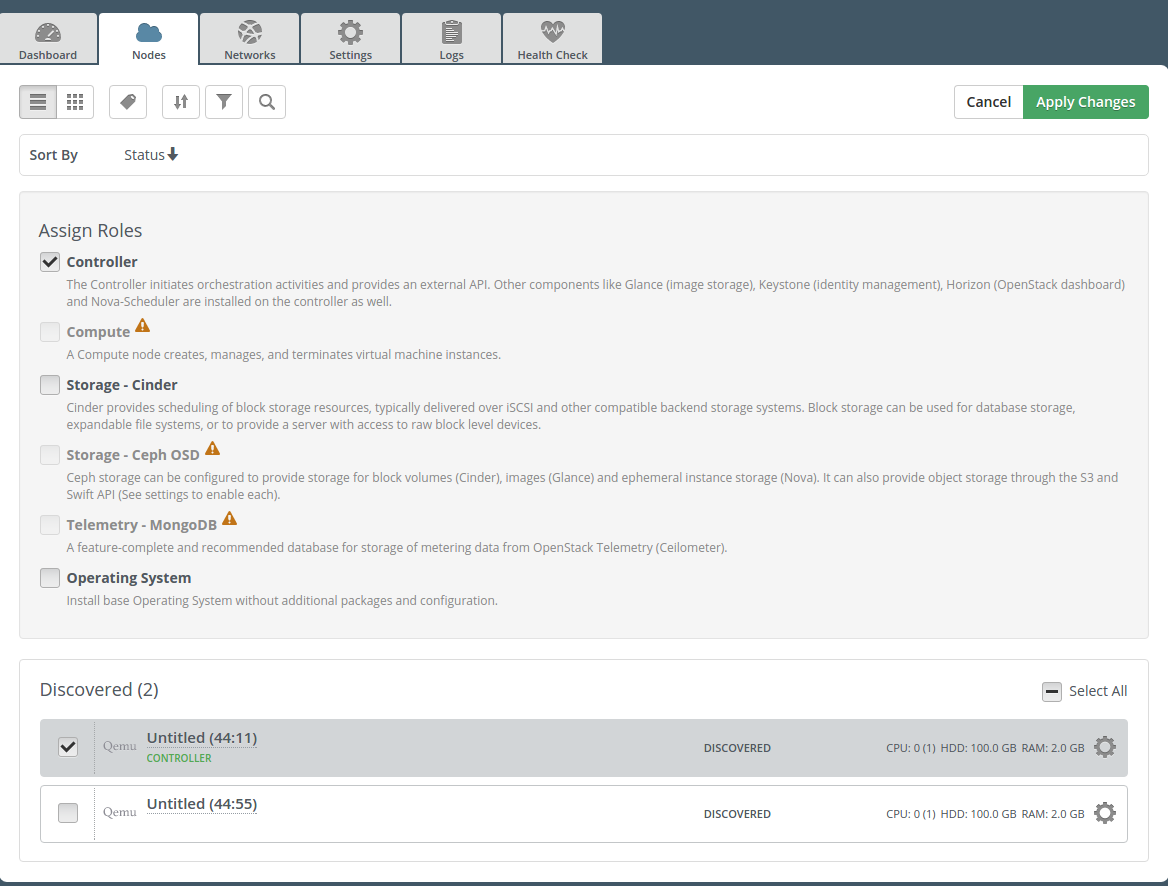 Dashboard
Nodes
Networks
Settings
Logs
Health Check
Cancel
Apply Changes
Sort By
Status
Assign Roles
Controller
The Controller initiates orchestration activities and provides an external API. Other components like Glance (image storage), Keystone (identity management), Horizon (OpenStack dashboard)
and Nova-Scheduler are installed on the controller as well.
Compute
A Compute node creates, manages, and terminates virtual machine instances.
Storage - Cinder
Cinder provides scheduling of block storage resources, typically delivered over iSCSI and other compatible backend storage systems. Block storage can be used for database storage,
expandable file systems, or to provide a server with access to raw block level devices.
Storage - Ceph OSD
Ceph storage can be configured to provide storage for block volumes (Cinder), images (Glance) and ephemeral instance storage (Nova). It can also provide object storage through the S3 and
Swift API (See settings to enable each).
Telemetry - MongoDB
A feature-complete and recommended database for storage of metering data from OpenStack Telemetry (Ceilometer).
Operating System
Install base Operating System without additional packages and configuration.
Discovered (2)
Select All
Qemu
Untitled (44:11)
CONTROLLER
DISCOVERED
CPU: 0 (1) HDD: 100.0 GB RAM: 2.0 GB
Qemu
Untitled (44:55)
DISCOVERED
CPU: 0 (1) HDD: 100.0 GB RAM: 2.0 GB